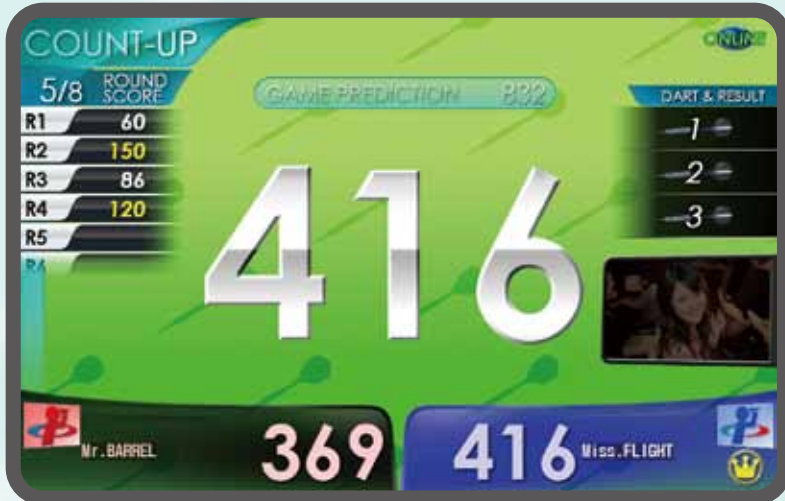 COUNT-UP
ONLINE
5/8 ROUND SCORE
GAME PREDICTION 832
DART & RESULT
R1 60
R2 150
R3 86
R4 120
R5
R6
1
2
3
416
Mr.BARREL 369
416 Miss.FLIGHT